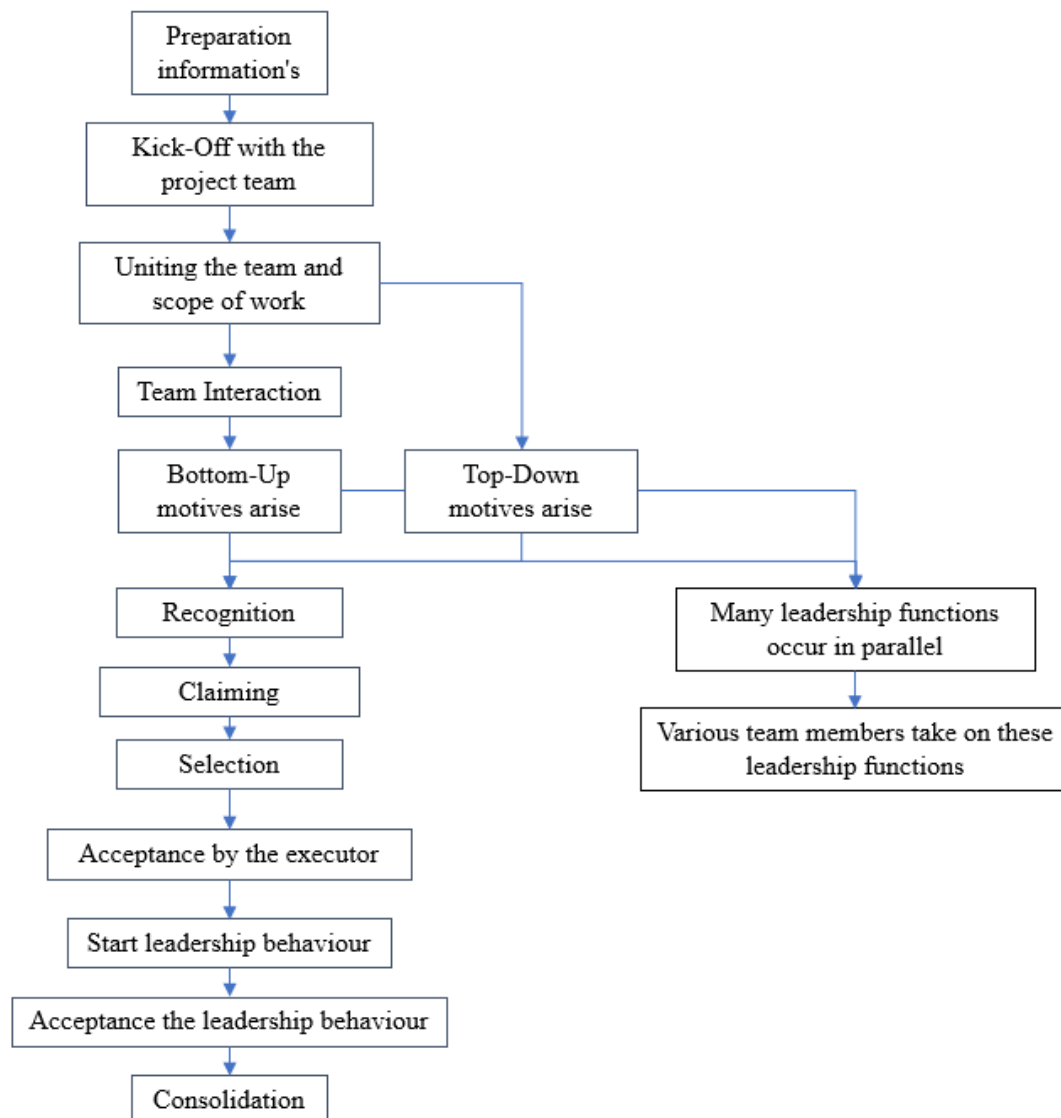 Preparation
information's
Kick-Off with the
project team
Uniting the team and
scope of work
Team Interaction
Bottom-Up
motives arise
Top-Down
motives arise
Recognition
Many leadership functions
occur in parallel
Claiming
Selection
Various team members take on these
leadership functions
Acceptance by the executor
Start leadership behaviour
Acceptance the leadership behaviour
Consolidation